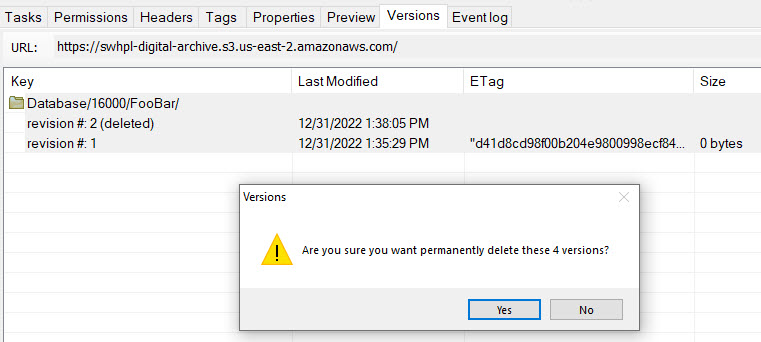 Tasks Permissions Headers Tags Properties Preview Versions Event log
URL: https://swhpl-digital-archive.s3.us-east-2.amazonaws.com/
Key Last Modified ETag Size
Database/16000/FooBar/
revision #: 2 (deleted) 12/31/2022 1:38:05 PM
revision #: 1 12/31/2022 1:35:29 PM "d41d8cd98f00b204e9800998ecf84... 0 bytes
Versions
Are you sure you want permanently delete these 4 versions?
Yes No